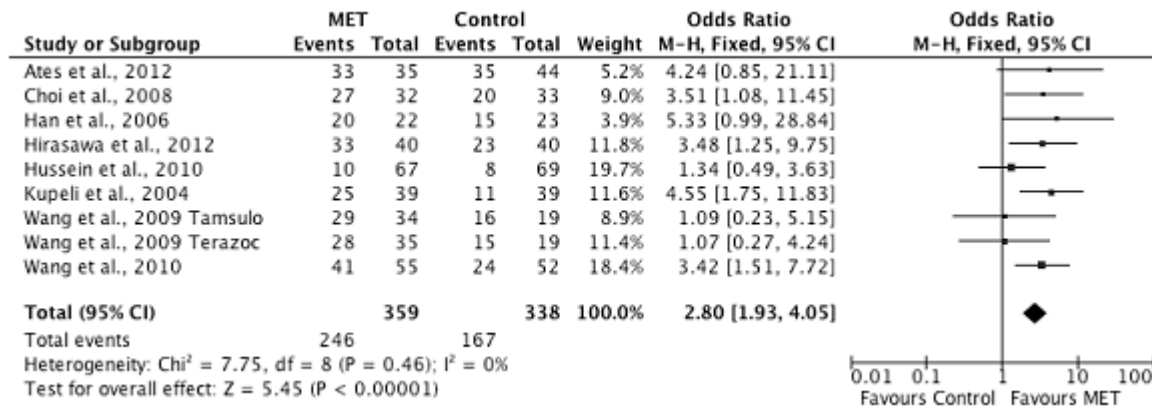 MET Control Odds Ratio Odds Ratio
Study or Subgroup Events Total Events Total Weight M-H, Fixed, 95% CI M-H, Fixed, 95% CI
Ates et al., 2012 33 35 35 44 5.2% 4.24 [0.85, 21.11]
Choi et al., 2008 27 32 20 33 9.0% 3.51 [1.08, 11.45]
Han et al., 2006 20 22 15 23 3.9% 5.33 [0.99, 28.84]
Hirasawa et al., 2012 33 40 23 40 11.8% 3.48 [1.25, 9.75]
Hussein et al., 2010 10 67 8 69 19.7% 1.34 [0.49, 3.63]
Kupeli et al., 2004 25 39 11 39 11.6% 4.55 [1.75, 11.83]
Wang et al., 2009 Tamsulo 29 34 16 19 8.9% 1.09 [0.23, 5.15]
Wang et al., 2009 Terazoc 28 35 15 19 11.4% 1.07 [0.27, 4.24]
Wang et al., 2010 41 55 24 52 18.4% 3.42 [1.51, 7.72]
Total (95% CI) 359 338 100.0% 2.80 [1.93, 4.05]
Total events 246 167
Heterogeneity: Chi² = 7.75, df = 8 (P = 0.46); I² = 0%
Test for overall effect: Z = 5.45 (P < 0.00001)
0.01 0.1 1 10 100
Favours Control Favours MET